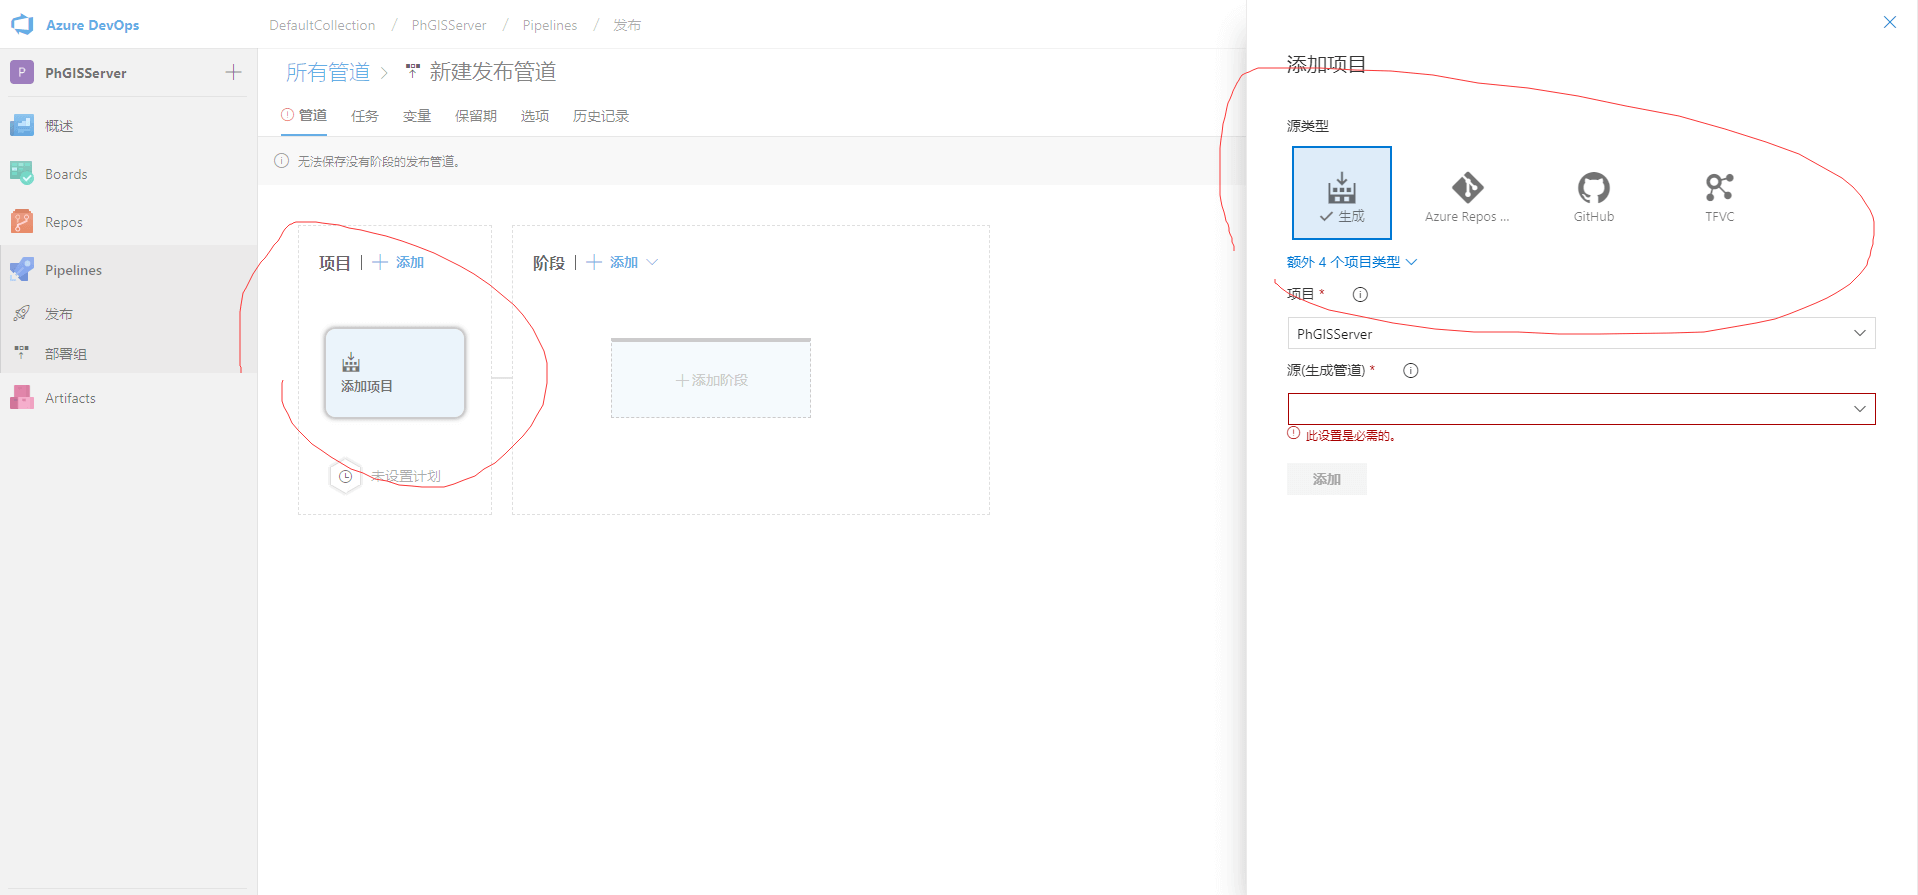 Azure DevOps
DefaultCollection / PhGISServer / Pipelines / 发布
P PhGISServer
概述
Boards
Repos
Pipelines
发布
部署组
Artifacts
所有管道 > 新建发布管道
管道 任务 变量 保留期 选项 历史记录
无法保存没有阶段的发布管道。
项目 | + 添加
添加项目
未设置计划
阶段 | + 添加
+ 添加阶段
添加项目
源类型
生成
Azure Repos ...
GitHub
TFVC
额外 4 个项目类型
项目 *
PhGISServer
源(生成管道) *
此设置是必需的。
添加